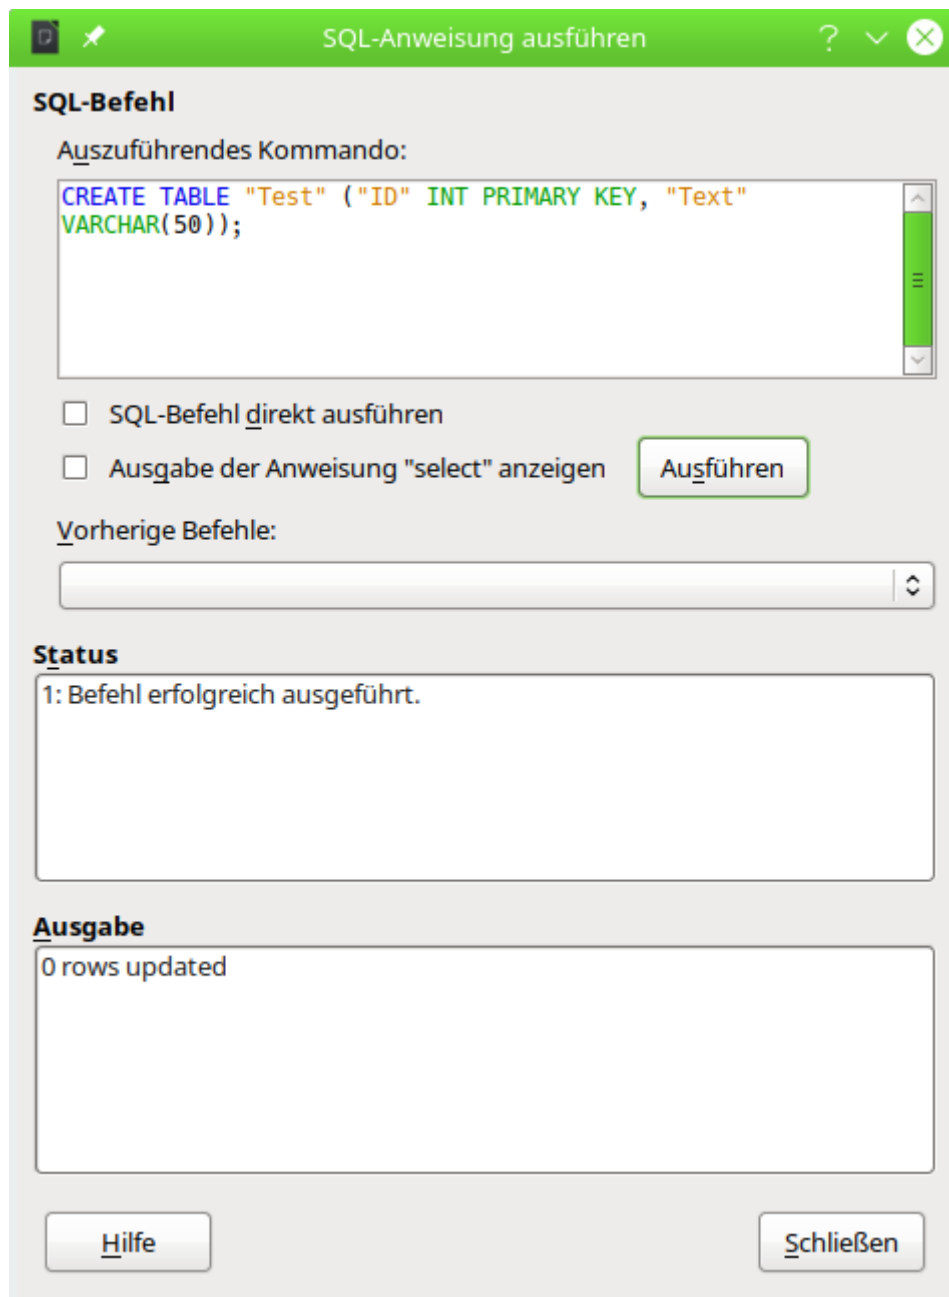 SQL-Anweisung ausführen
SQL-Befehl
Auszuführendes Kommando:
CREATE TABLE "Test" ("ID" INT PRIMARY KEY, "Text"
VARCHAR(50));
SQL-Befehl direkt ausführen
Ausgabe der Anweisung "select" anzeigen
Ausführen
Vorherige Befehle:
Status
1: Befehl erfolgreich ausgeführt.
Ausgabe
0 rows updated
Hilfe
Schließen